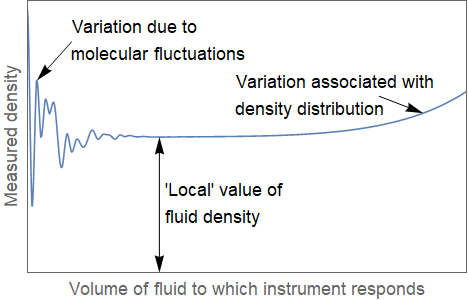 Variation due to
molecular fluctuations
Variation associated with
density distribution
'Local' value of
fluid density
Measured density
Volume of fluid to which instrument responds